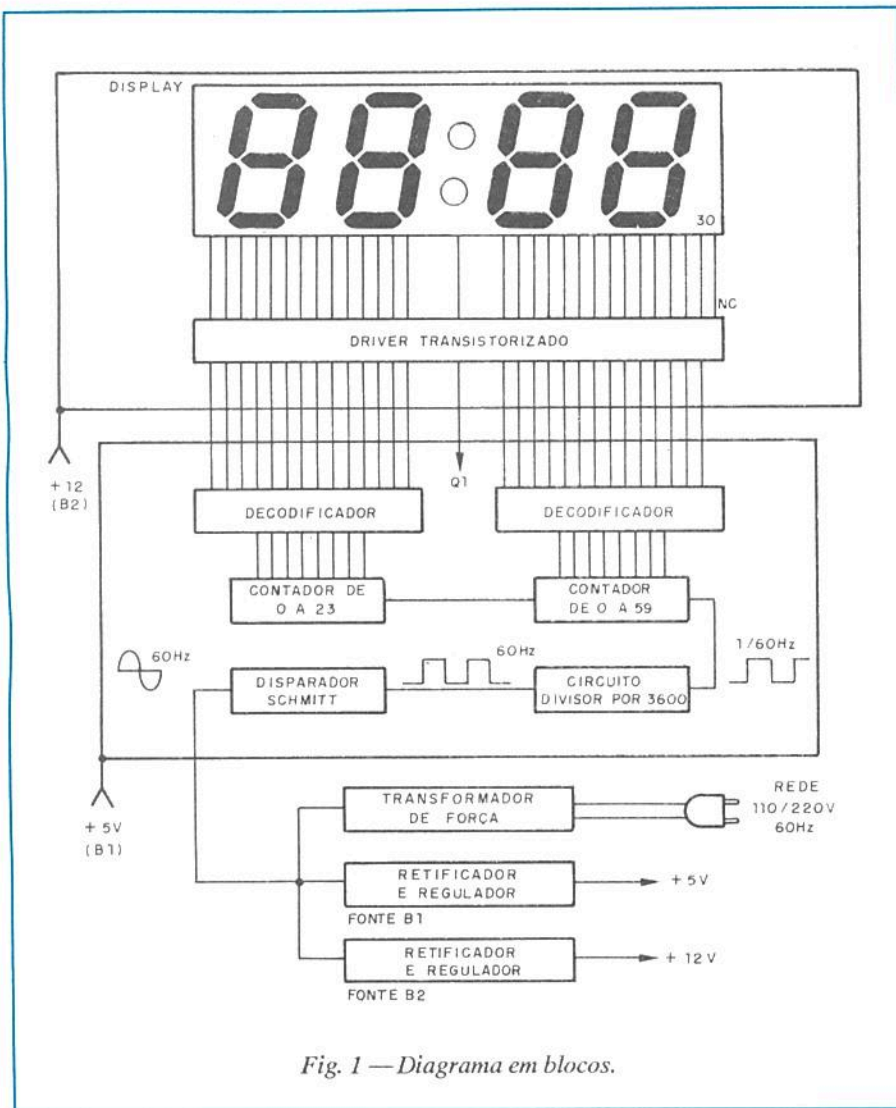 DISPLAY
88:88
30
NC
DRIVER TRANSISTORIZADO
+12
(B2)
Q1
DECODIFICADOR
DECODIFICADOR
CONTADOR DE
0 A 23
CONTADOR
DE 0 A 59
60Hz
DISPARADOR
SCHMITT
60Hz
CIRCUITO
DIVISOR POR 3600
1/60Hz
+ 5V
(B1)
TRANSFORMADOR
DE FORÇA
REDE
110/220V
60Hz
RETIFICADOR
E REGULADOR
+ 5V
FONTE B1
RETIFICADOR
E REGULADOR
+ 12V
FONTE B2
Fig. 1 — Diagrama em blocos.